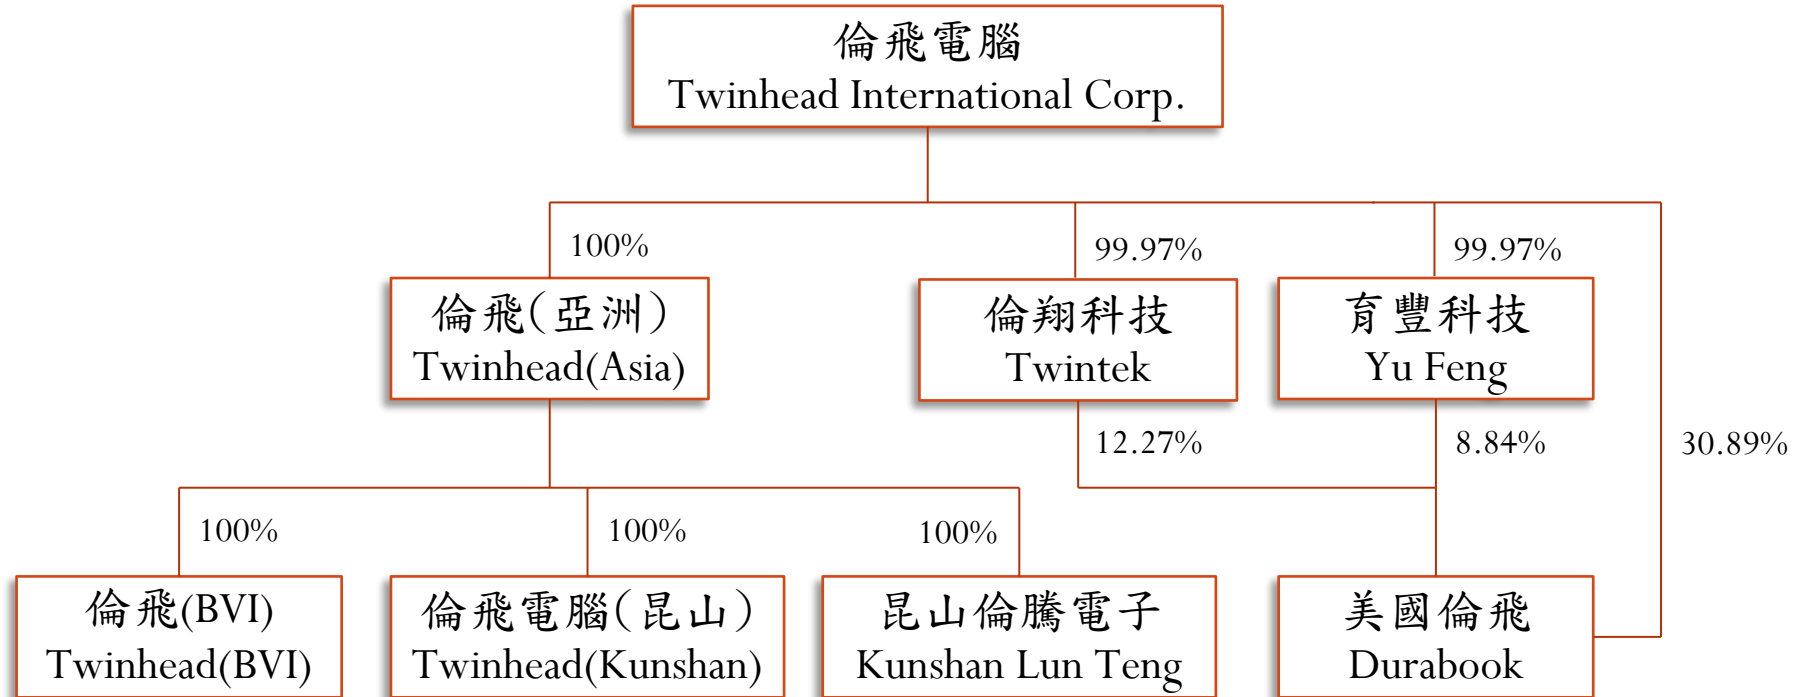 倫飛電腦
Twinhead International Corp.
100%
99.97%
99.97%
倫飛(亞洲)
Twinhead(Asia)
倫翔科技
Twintek
育豐科技
Yu Feng
12.27%
8.84%
30.89%
100%
100%
100%
倫飛(BVI)
Twinhead(BVI)
倫飛電腦(昆山)
Twinhead(Kunshan)
昆山倫騰電子
Kunshan Lun Teng
美國倫飛
Durabook